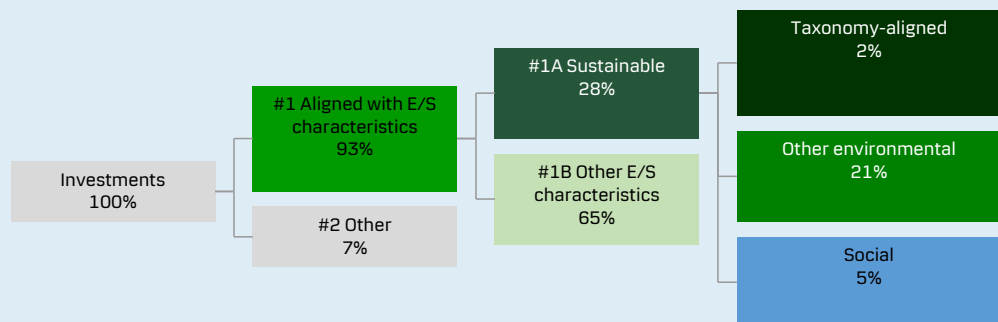 Investments
100%
#1 Aligned with E/S
characteristics
93%
#2 Other
7%
#1A Sustainable
28%
#1B Other E/S
characteristics
65%
Taxonomy-aligned
2%
Other environmental
21%
Social
5%